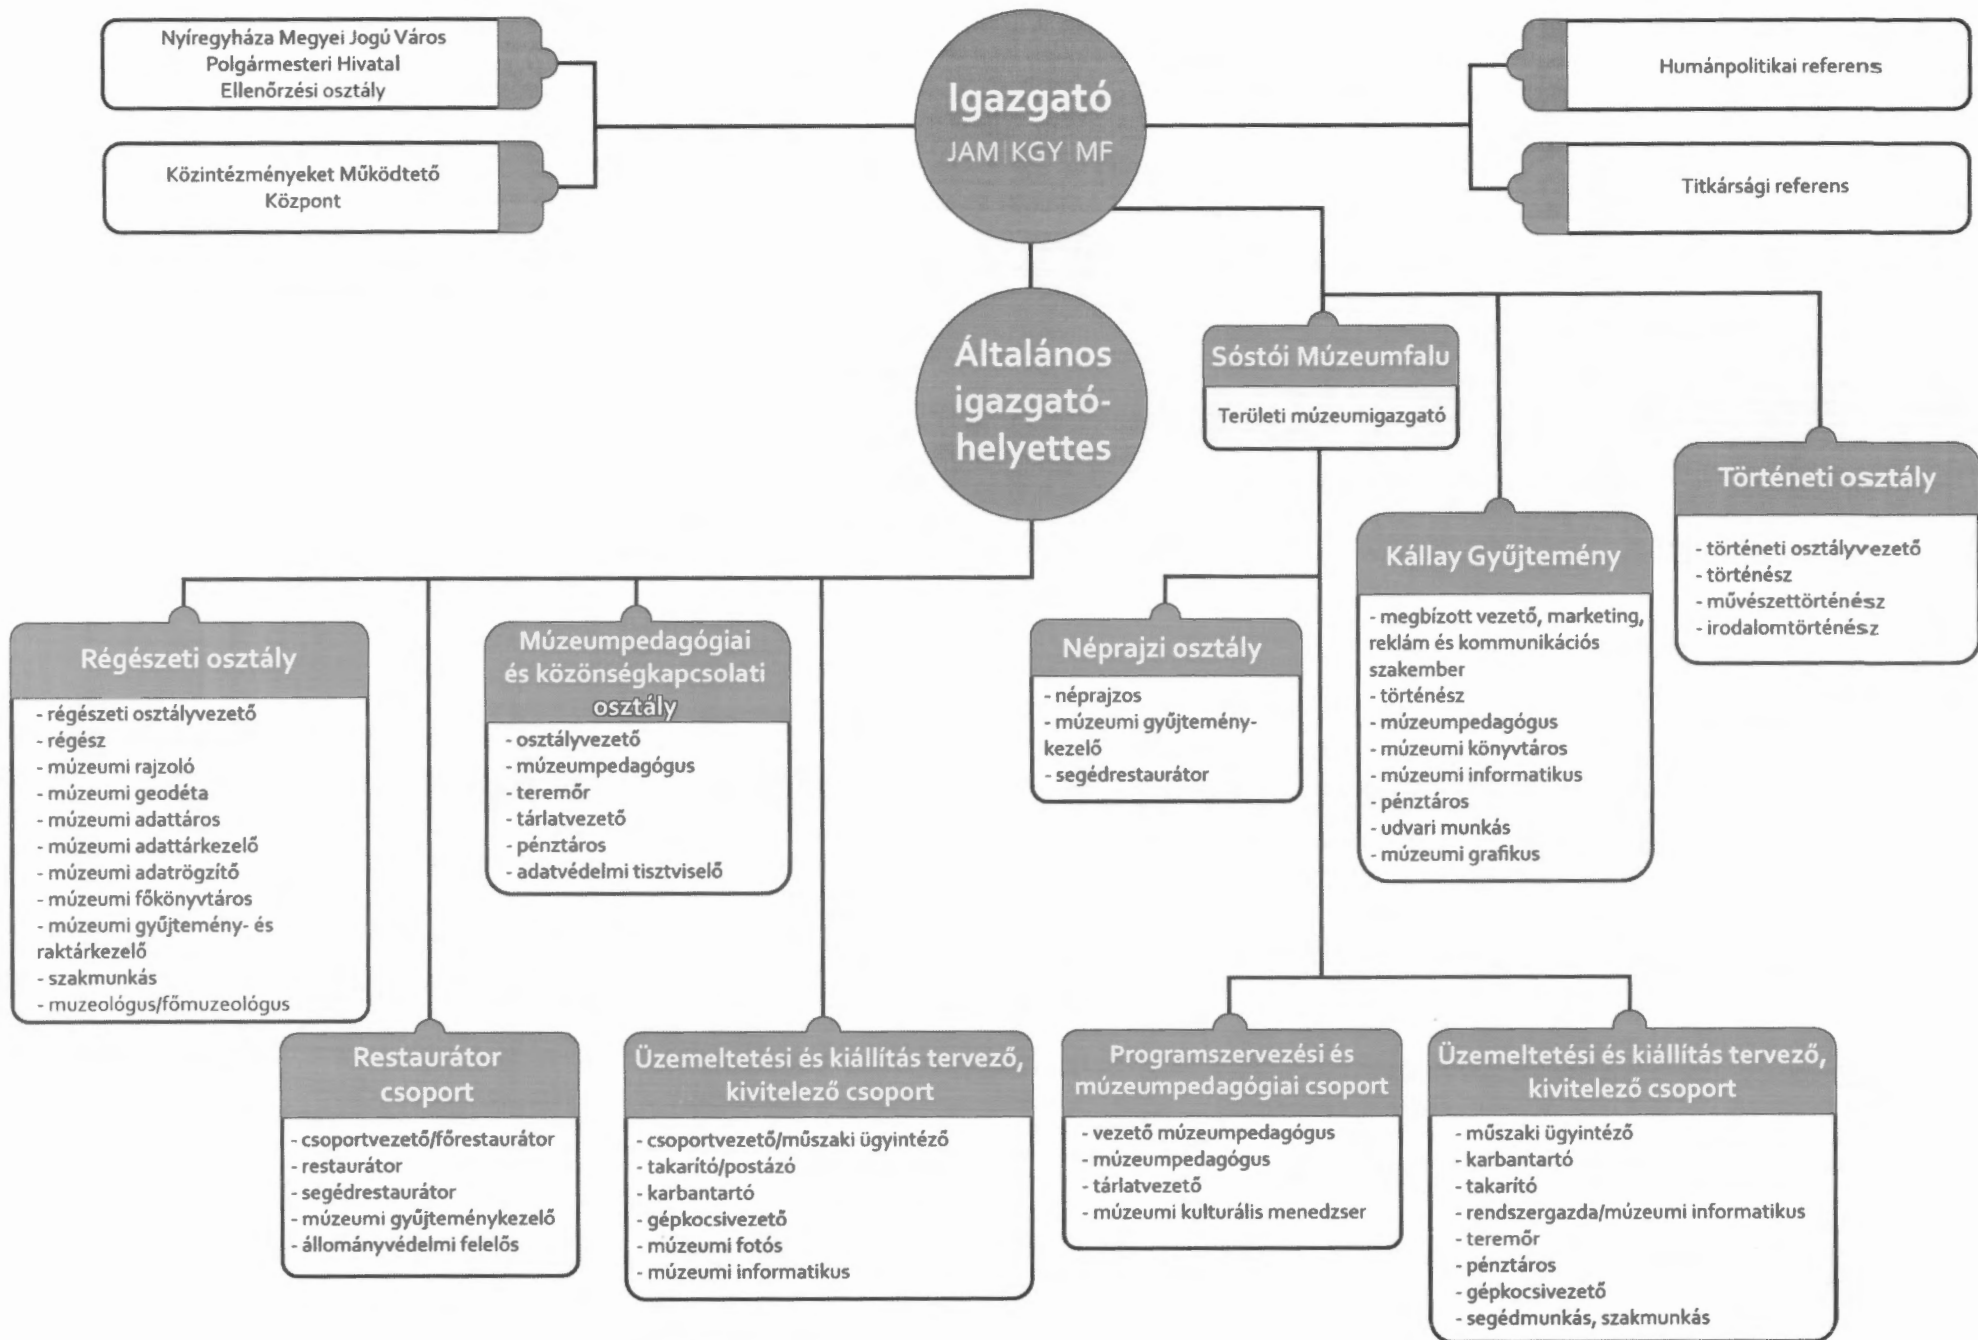 Nyíregyháza Megyei Jogú Város
Polgármesteri Hivatal
Ellenőrzési osztály
Közintézményeket Működtető
Központ
Igazgató
JAM|KGY|MF
Humánpolitikai referens
Titkársági referens
Általános
igazgató-
helyettes
Sóstói Múzeumfalu
Területi múzeumigazgató
Történeti osztály
- történeti osztályvezető
- történész
- művészettörténész
- irodalomtörténész
Kállay Gyűjtemény
- megbízott vezető, marketing,
reklám és kommunikációs
szakember
- történész
- múzeumpedagógus
- múzeumi könyvtáros
- múzeumi informatikus
- pénztáros
- udvari munkás
- múzeumi grafikus
Régészeti osztály
- régészeti osztályvezető
- régész
- múzeumi rajzoló
- múzeumi geodéta
- múzeumi adattáros
- múzeumi adattárkezelő
- múzeumi adatrögzítő
- múzeumi főkönyvtáros
- múzeumi gyűjtemény- és
raktárkezelő
- szakmunkás
- muzeológus/főmuzeológus
Múzeumpedagógiai
és közönségkapcsolati
osztály
- osztályvezető
- múzeumpedagógus
- teremőr
- tárlatvezető
- pénztáros
- adatvédelmi tisztviselő
Néprajzi osztály
- néprajzos
- múzeumi gyűjtemény-
kezelő
- segédrestaurátor
Restaurátor
csoport
- csoportvezető/főrestaurátor
- restaurátor
- segédrestaurátor
- múzeumi gyűjteménykezelő
- állományvédelmi felelős
Üzemeltetési és kiállítás tervező,
kivitelező csoport
- csoportvezető/műszaki ügyintéző
- takarító/postázó
- karbantartó
- gépkocsivezető
- múzeumi fotós
- múzeumi informatikus
Programszervezési és
múzeumpedagógiai csoport
- vezető múzeumpedagógus
- múzeumpedagógus
- tárlatvezető
- múzeumi kulturális menedzser
Üzemeltetési és kiállítás tervező,
kivitelező csoport
- műszaki ügyintéző
- karbantartó
- takarító
- rendszergazda/múzeumi informatikus
- teremőr
- pénztáros
- gépkocsivezető
- segédmunkás, szakmunkás